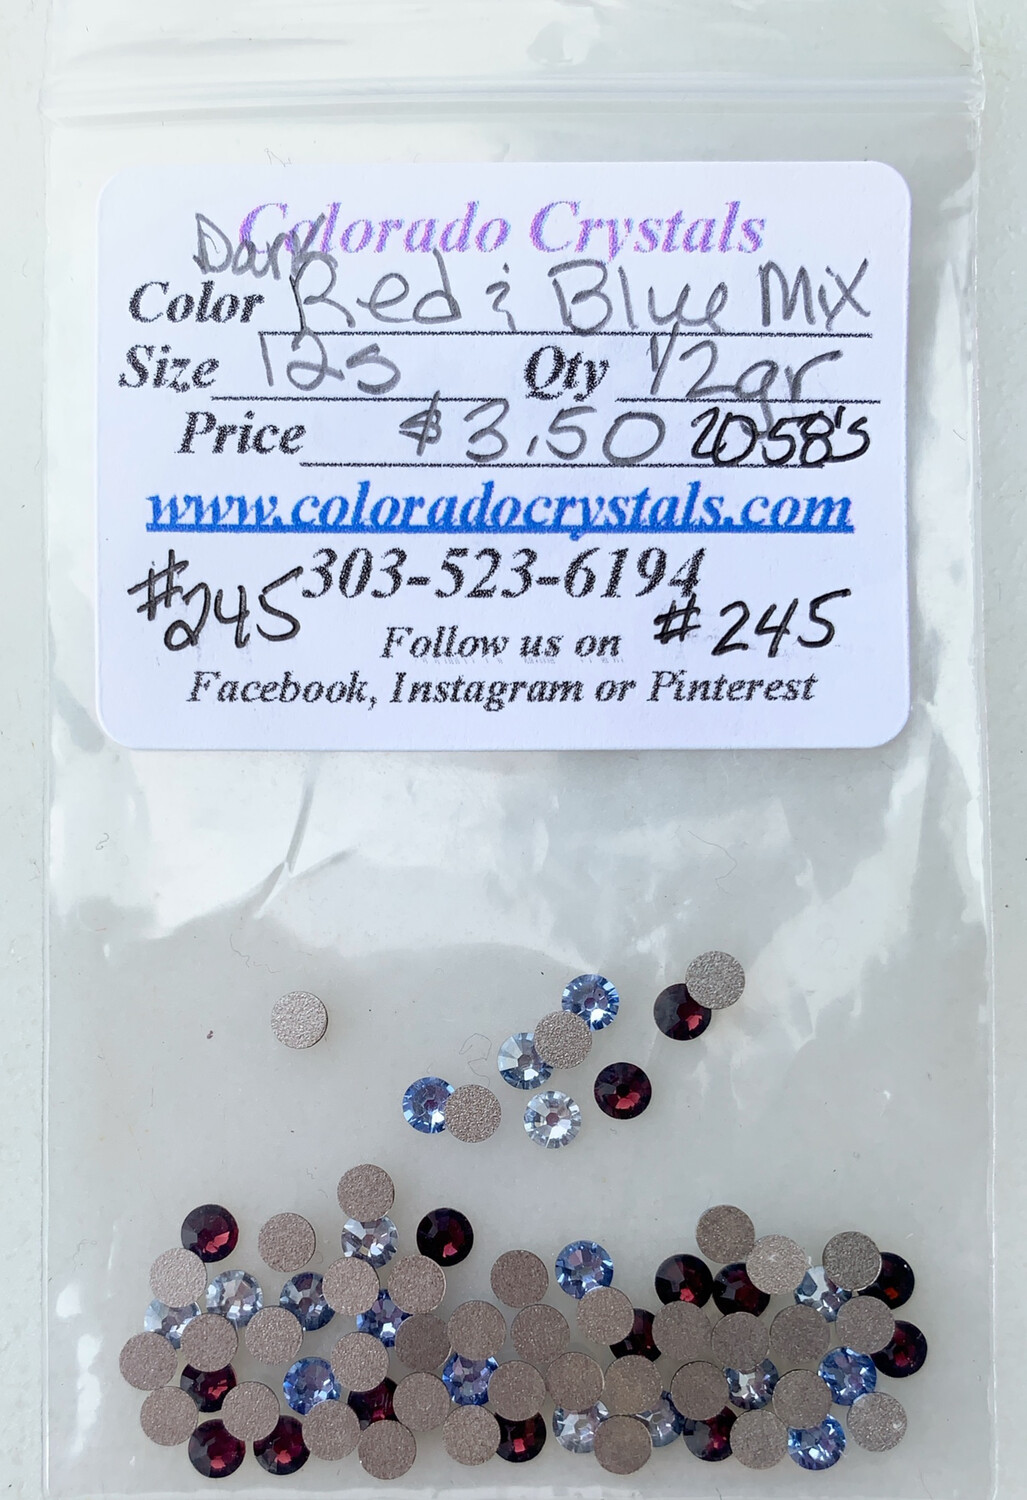 Colorado Crystals
Dark
Color Red & Blue Mix
Size 12s Qty 1/2gr
Price $3.50 2058's
www.coloradocrystals.com
#245 303-523-6194 #245
Follow us on
Facebook, Instagram or Pinterest